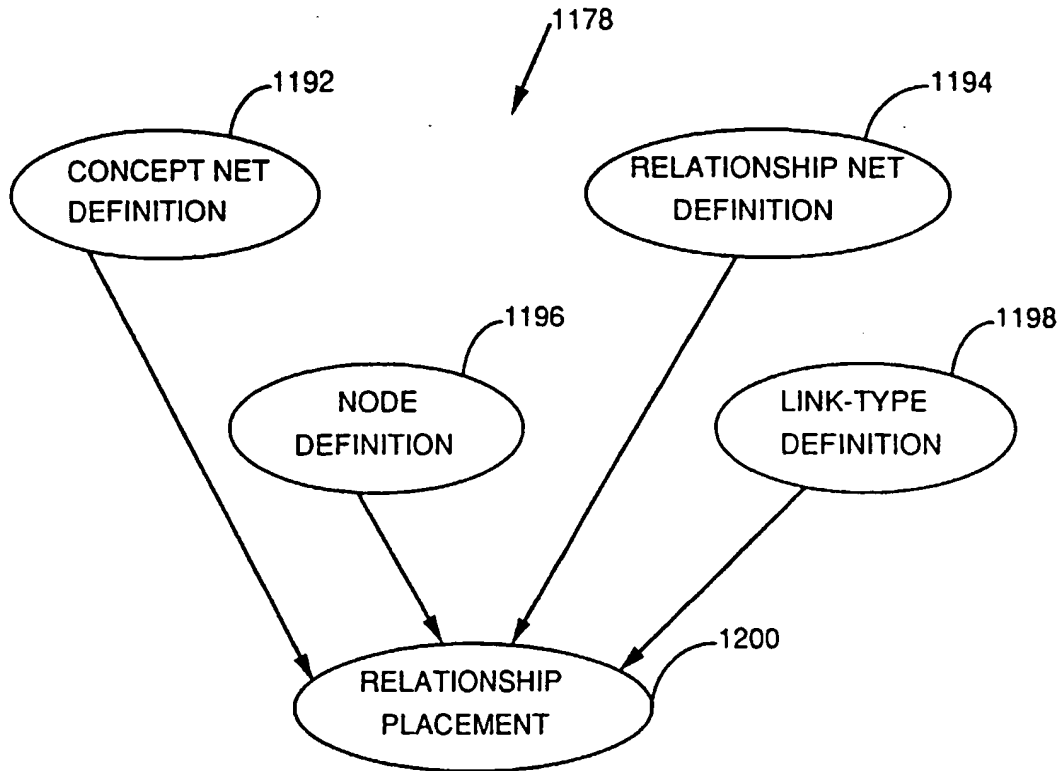 1178
1192
CONCEPT NET
DEFINITION
1194
RELATIONSHIP NET
DEFINITION
1196
NODE
DEFINITION
1198
LINK-TYPE
DEFINITION
1200
RELATIONSHIP
PLACEMENT